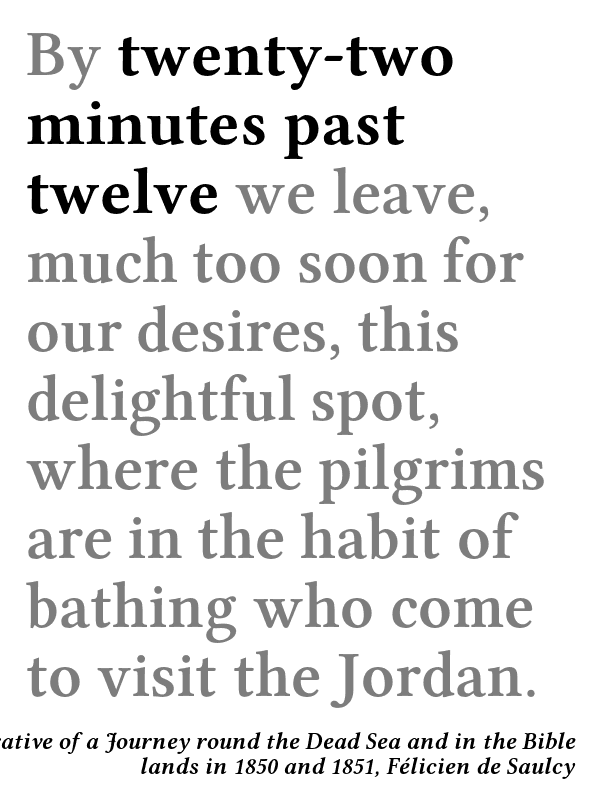 By twenty-two
minutes past
twelve we leave,
much too soon for
our desires, this
delightful spot,
where the pilgrims
are in the habit of
bathing who come
to visit the Jordan.
of a Journey round the Dead Sea and in the Bible
lands in 1850 and 1851, Félicien de Saulcy